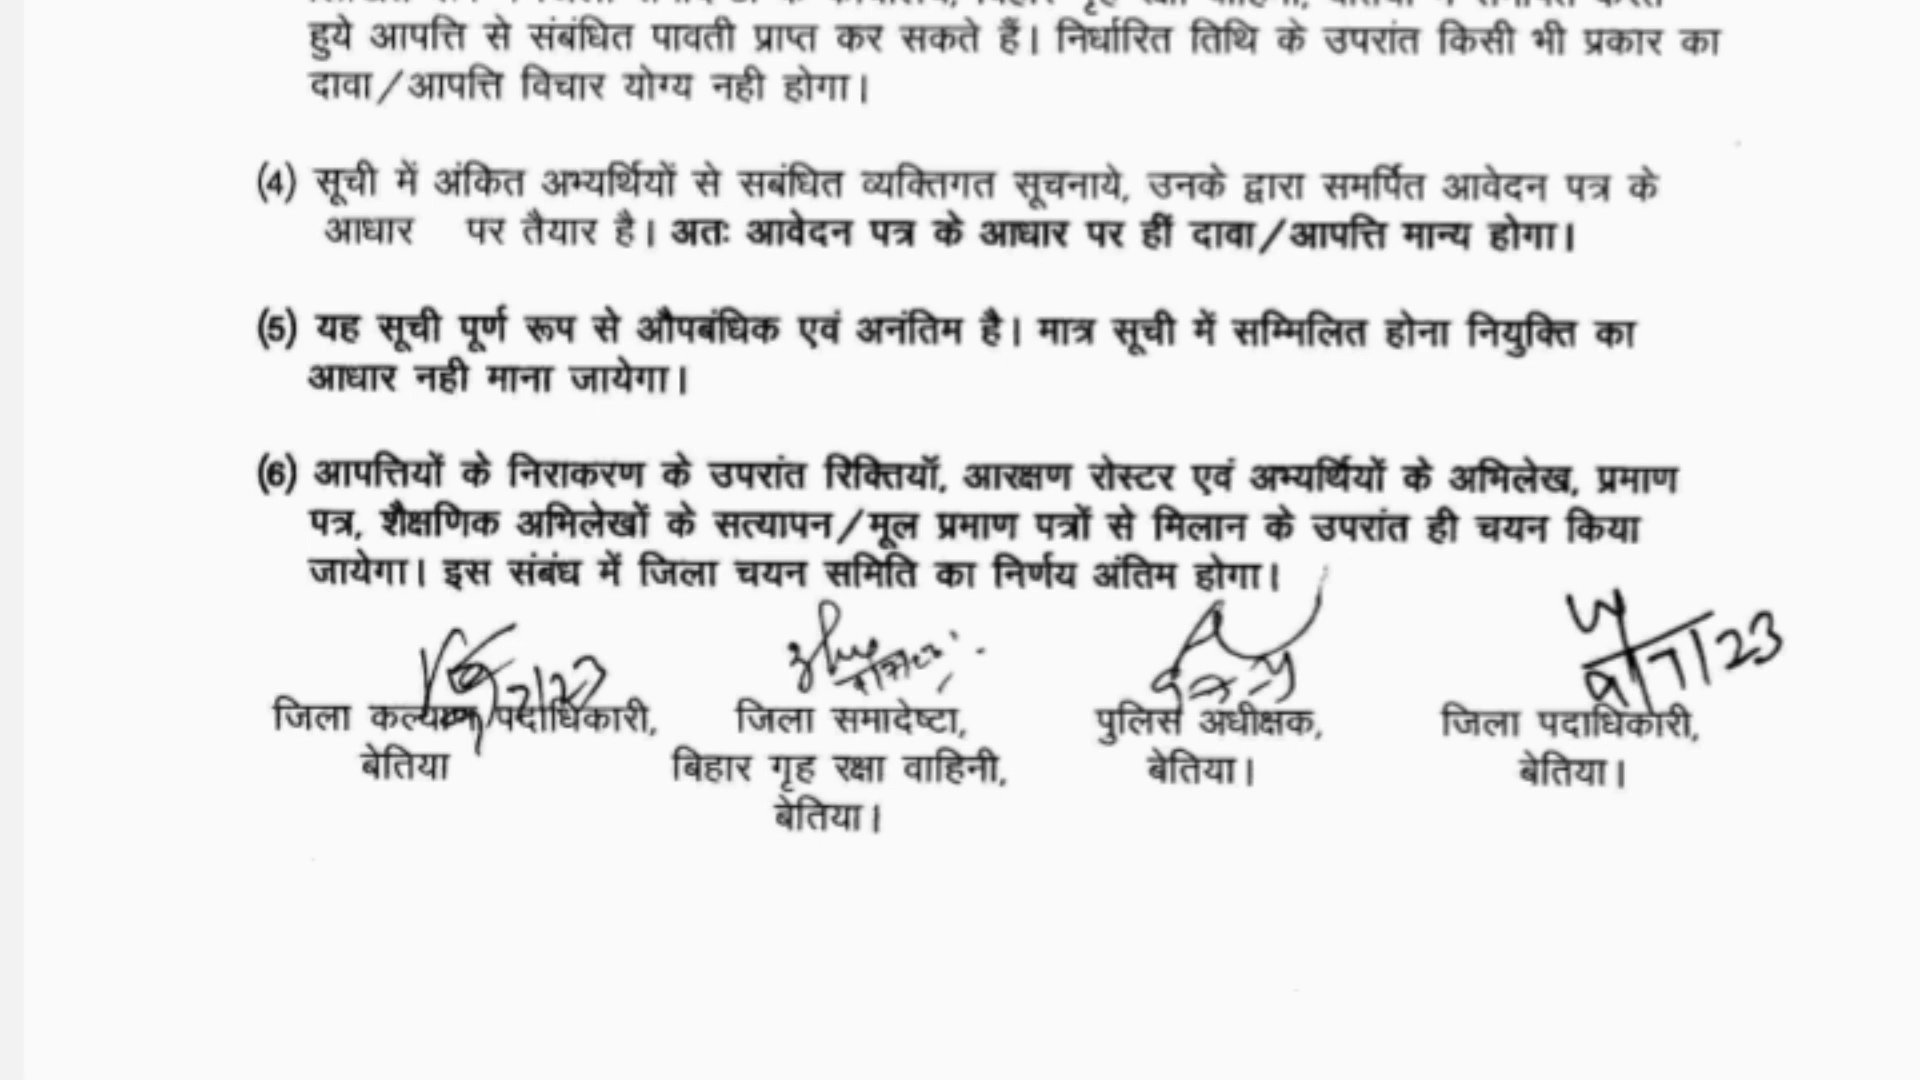 हुये आपत्ति से संबंधित पावती प्राप्त कर सकते हैं। निर्धारित तिथि के उपरांत किसी भी प्रकार का
दावा/आपत्ति विचार योग्य नही होगा।
(4) सूची में अंकित अभ्यर्थियों से सबंधित व्यक्तिगत सूचनाये, उनके द्वारा समर्पित आवेदन पत्र के
आधार पर तैयार है। अतः आवेदन पत्र के आधार पर हीं दावा/आपत्ति मान्य होगा।
(5) यह सूची पूर्ण रूप से औपबंधिक एवं अनंतिम है। मात्र सूची में सम्मिलित होना नियुक्ति का
आधार नही माना जायेगा।
(6) आपत्तियों के निराकरण के उपरांत रिक्तियॉ, आरक्षण रोस्टर एवं अभ्यर्थियों के अभिलेख, प्रमाण
पत्र, शैक्षणिक अभिलेखों के सत्यापन/मूल प्रमाण पत्रों से मिलान के उपरांत ही चयन किया
जायेगा। इस संबंध में जिला चयन समिति का निर्णय अंतिम होगा।
जिला कल्याण पदाधिकारी, जिला समादेष्टा, पुलिस अधीक्षक, जिला पदाधिकारी,
बेतिया बिहार गृह रक्षा वाहिनी, बेतिया। बेतिया।
बेतिया।